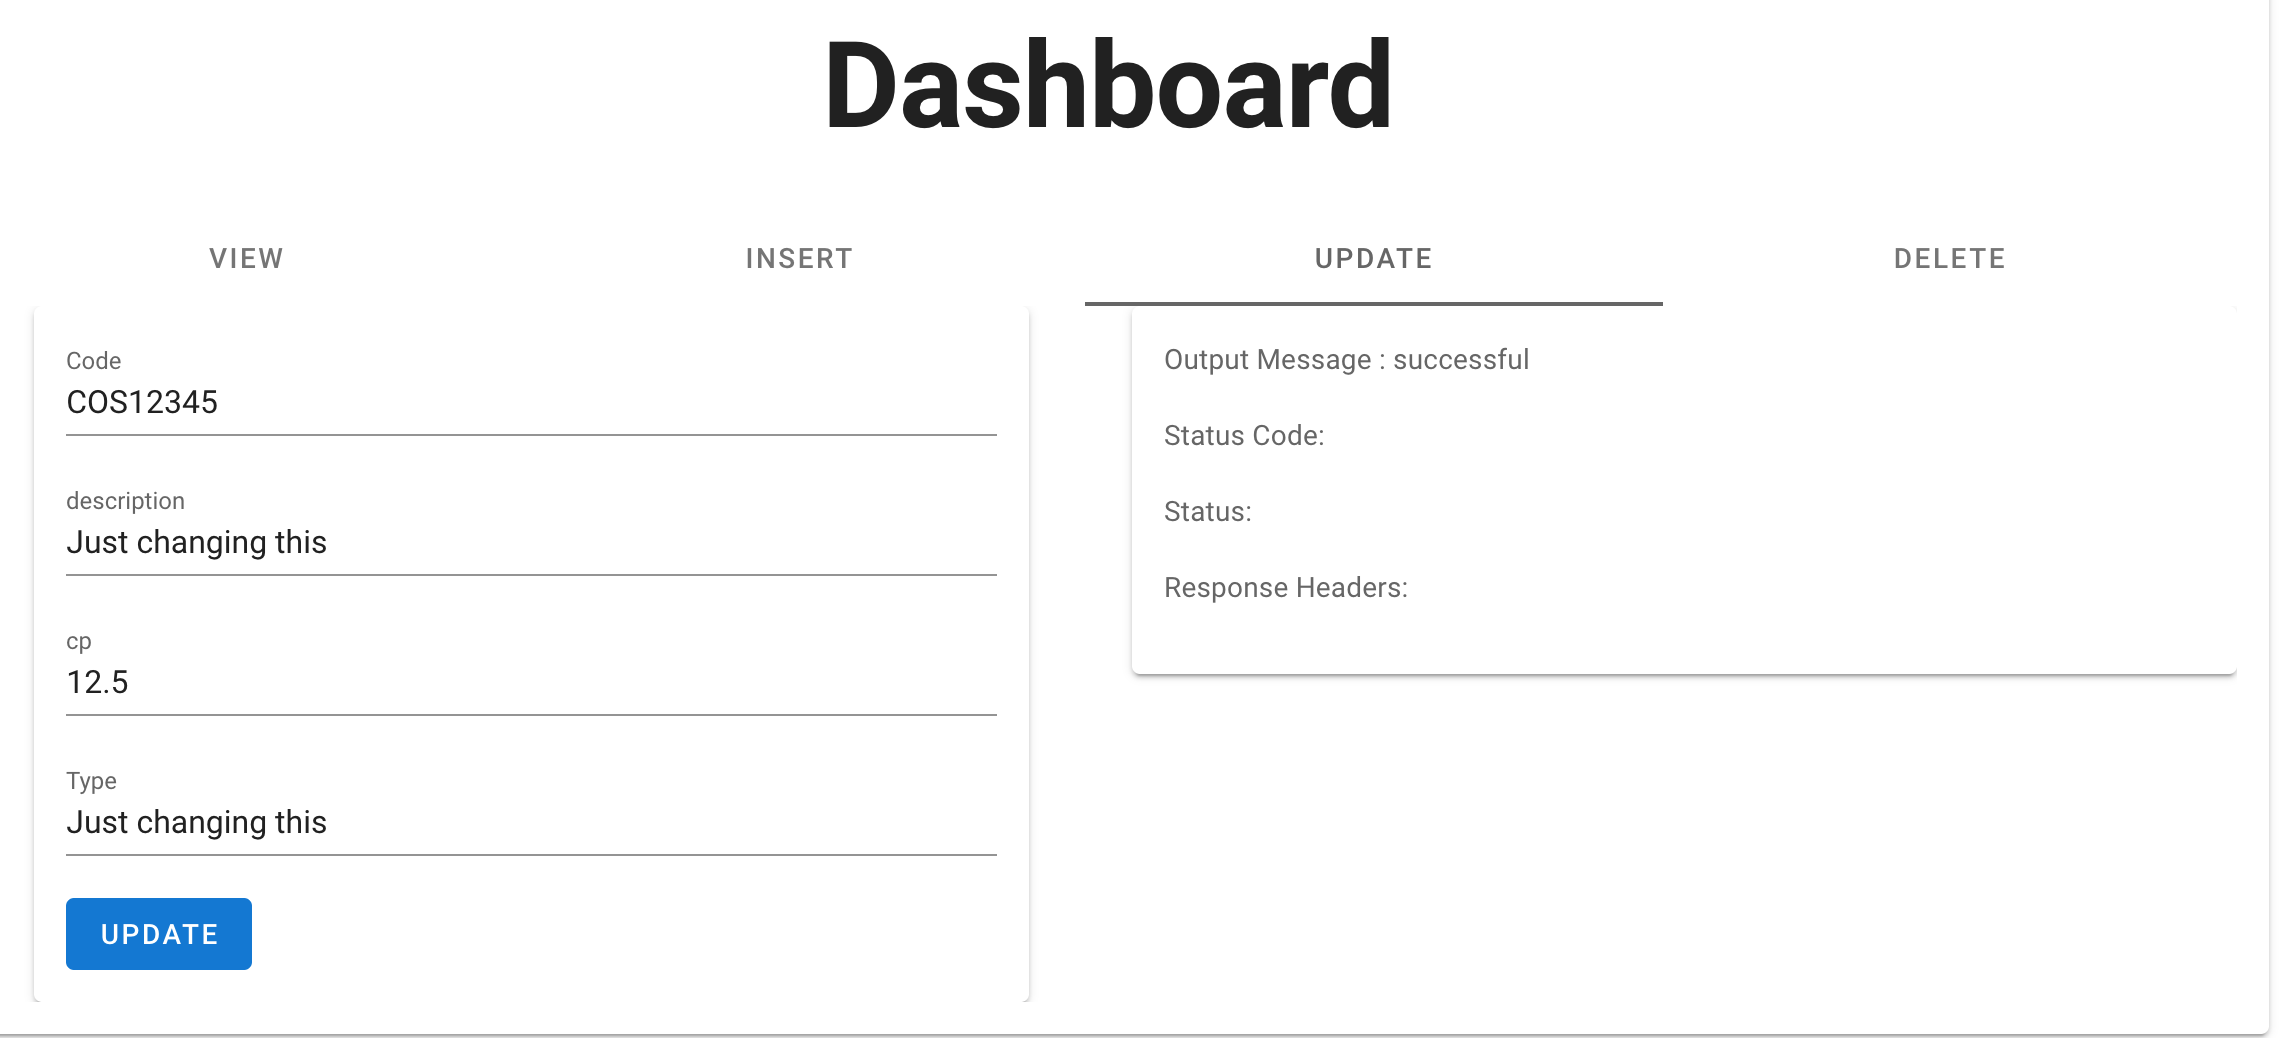 Dashboard
VIEW
INSERT
UPDATE
DELETE
Code
COS12345
description
Just changing this
cp
12.5
Type
Just changing this
UPDATE
Output Message : successful
Status Code:
Status:
Response Headers: